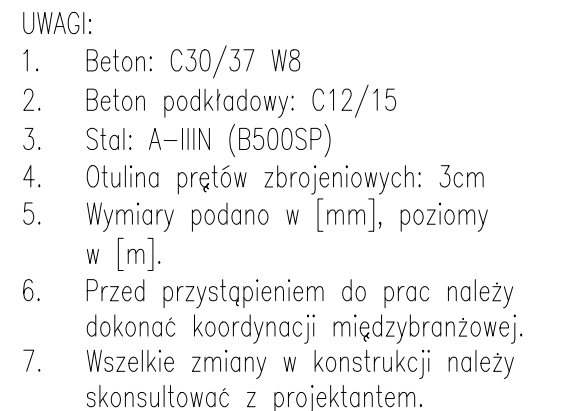 UWAGI:
1. Beton: C30/37 W8
2. Beton podkładowy: C12/15
3. Stal: A-IIIN (B500SP)
4. Otulina prętów zbrojeniowych: 3cm
5. Wymiary podano w [mm], poziomy
w [m].
6. Przed przystąpieniem do prac należy
dokonać koordynacji międzybranżowej.
7. Wszelkie zmiany w konstrukcji należy
skonsultować z projektantem.